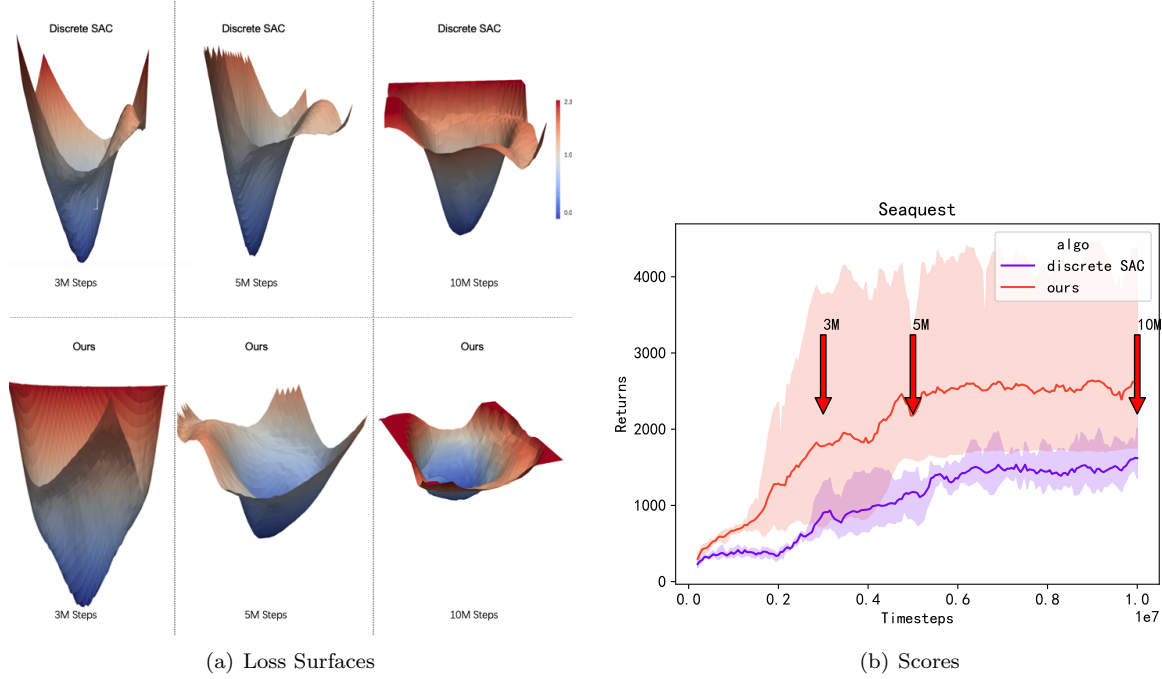 Discrete SAC
Discrete SAC
Discrete SAC
2.3
1.0
0.0
3M Steps
5M Steps
10M Steps
Ours
Ours
Ours
3M Steps
5M Steps
10M Steps
(a) Loss Surfaces
Seaquest
algo
discrete SAC
ours
3M
5M
10M
Returns
4000
3000
2000
1000
0
0.0
0.2
0.4
0.6
0.8
1.0
1e7
Timesteps
(b) Scores